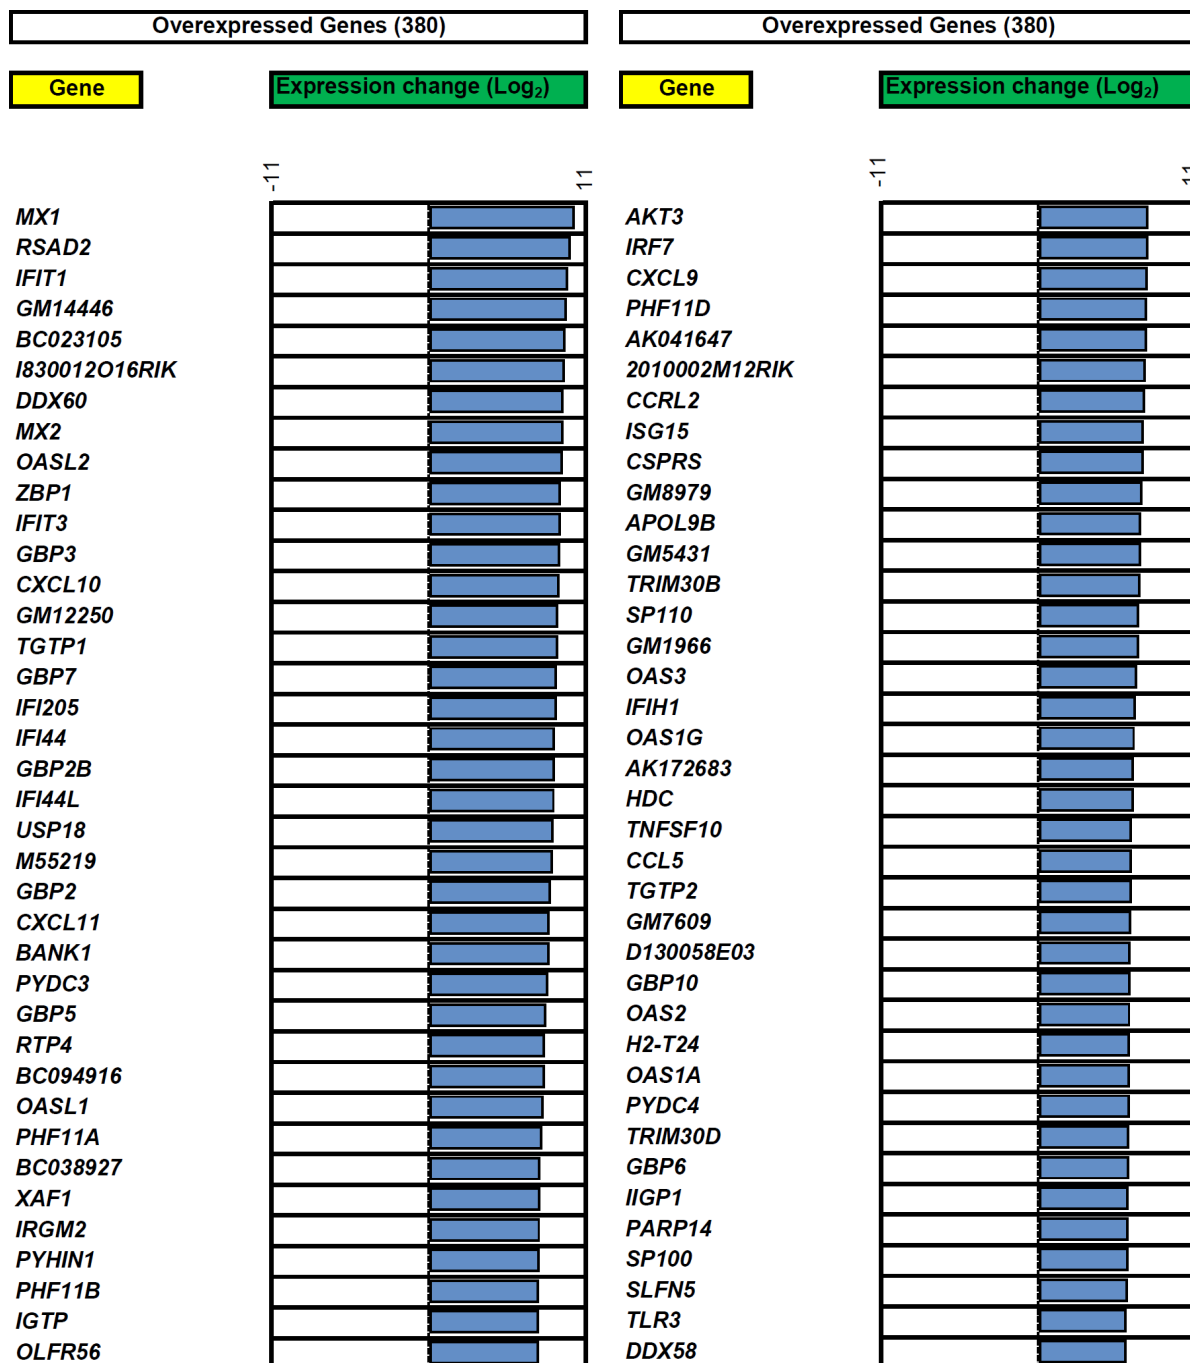 Overexpressed Genes (380)
Gene Expression change (Log2)
-11 11
MX1
RSAD2
IFIT1
GM14446
BC023105
I830012O16RIK
DDX60
MX2
OASL2
ZBP1
IFIT3
GBP3
CXCL10
GM12250
TGTP1
GBP7
IFI205
IFI44
GBP2B
IFI44L
USP18
M55219
GBP2
CXCL11
BANK1
PYDC3
GBP5
RTP4
BC094916
OASL1
PHF11A
BC038927
XAF1
IRGM2
PYHIN1
PHF11B
IGTP
OLFR56
Overexpressed Genes (380)
Gene Expression change (Log2)
-11 11
AKT3
IRF7
CXCL9
PHF11D
AK041647
2010002M12RIK
CCRL2
ISG15
CSPRS
GM8979
APOL9B
GM5431
TRIM30B
SP110
GM1966
OAS3
IFIH1
OAS1G
AK172683
HDC
TNFSF10
CCL5
TGTP2
GM7609
D130058E03
GBP10
OAS2
H2-T24
OAS1A
PYDC4
TRIM30D
GBP6
IIGP1
PARP14
SP100
SLFN5
TLR3
DDX58